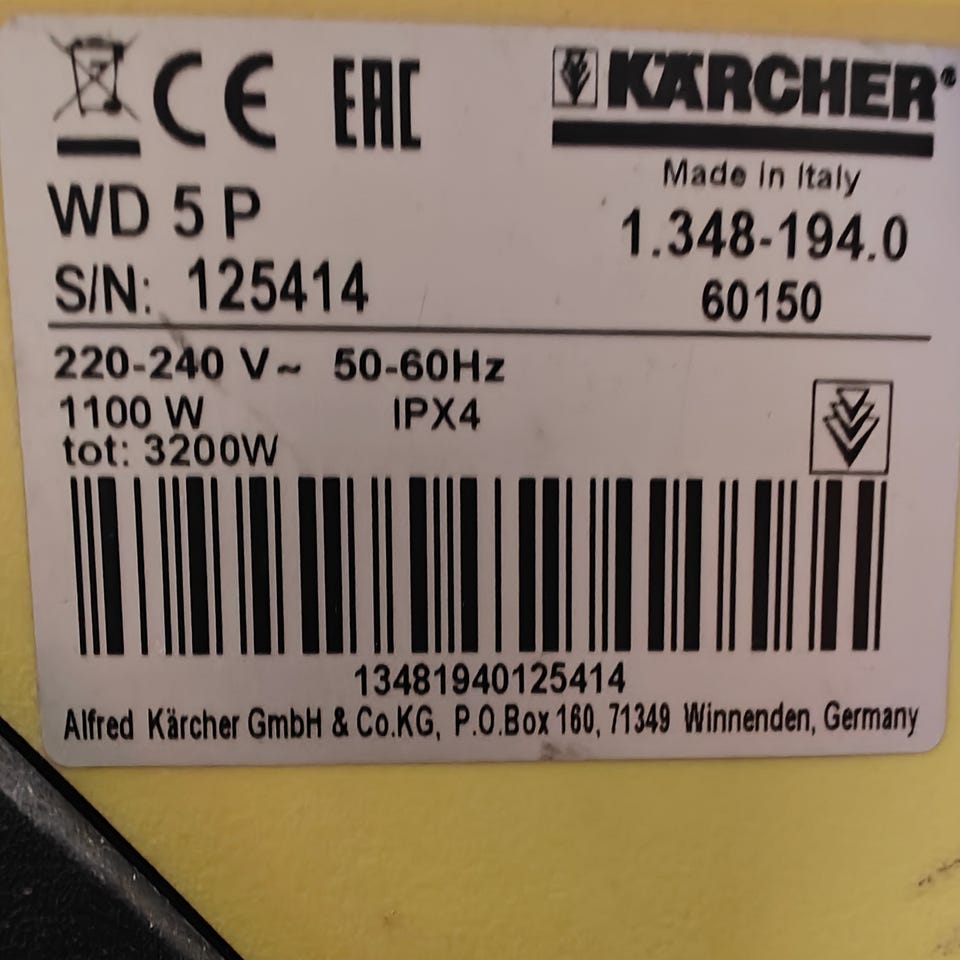 CE EAC KÄRCHER®
Made in Italy
WD 5 P 1.348-194.0
S/N: 125414 60150
220-240 V~ 50-60Hz
1100 W IPX4
tot: 3200W
13481940125414
Alfred Kärcher GmbH & Co.KG, P.O.Box 160, 71349 Winnenden, Germany